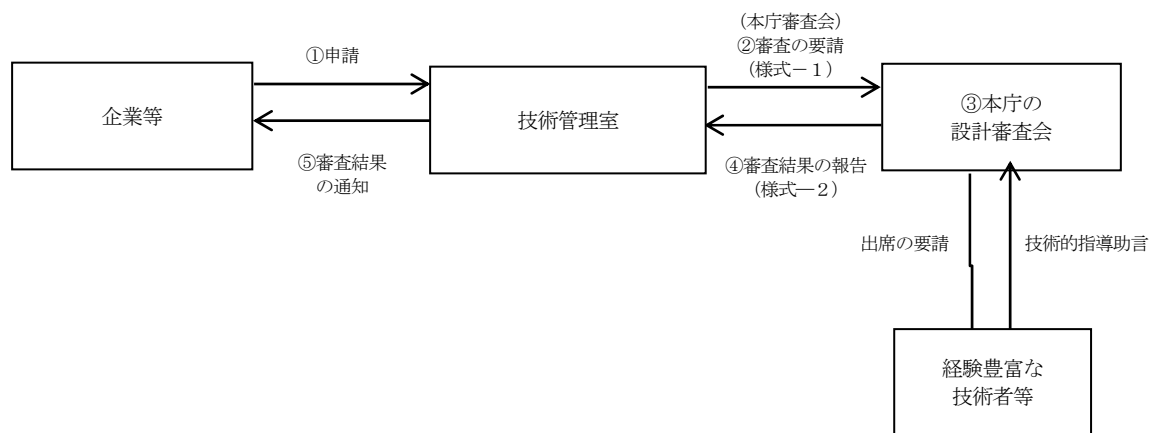 企業等
①申請
⑤審査結果
の通知
技術管理室
(本庁審査会)
②審査の要請
(様式－１)
④審査結果の報告
(様式―２)
③本庁の
設計審査会
出席の要請
技術的指導助言
経験豊富な
技術者等